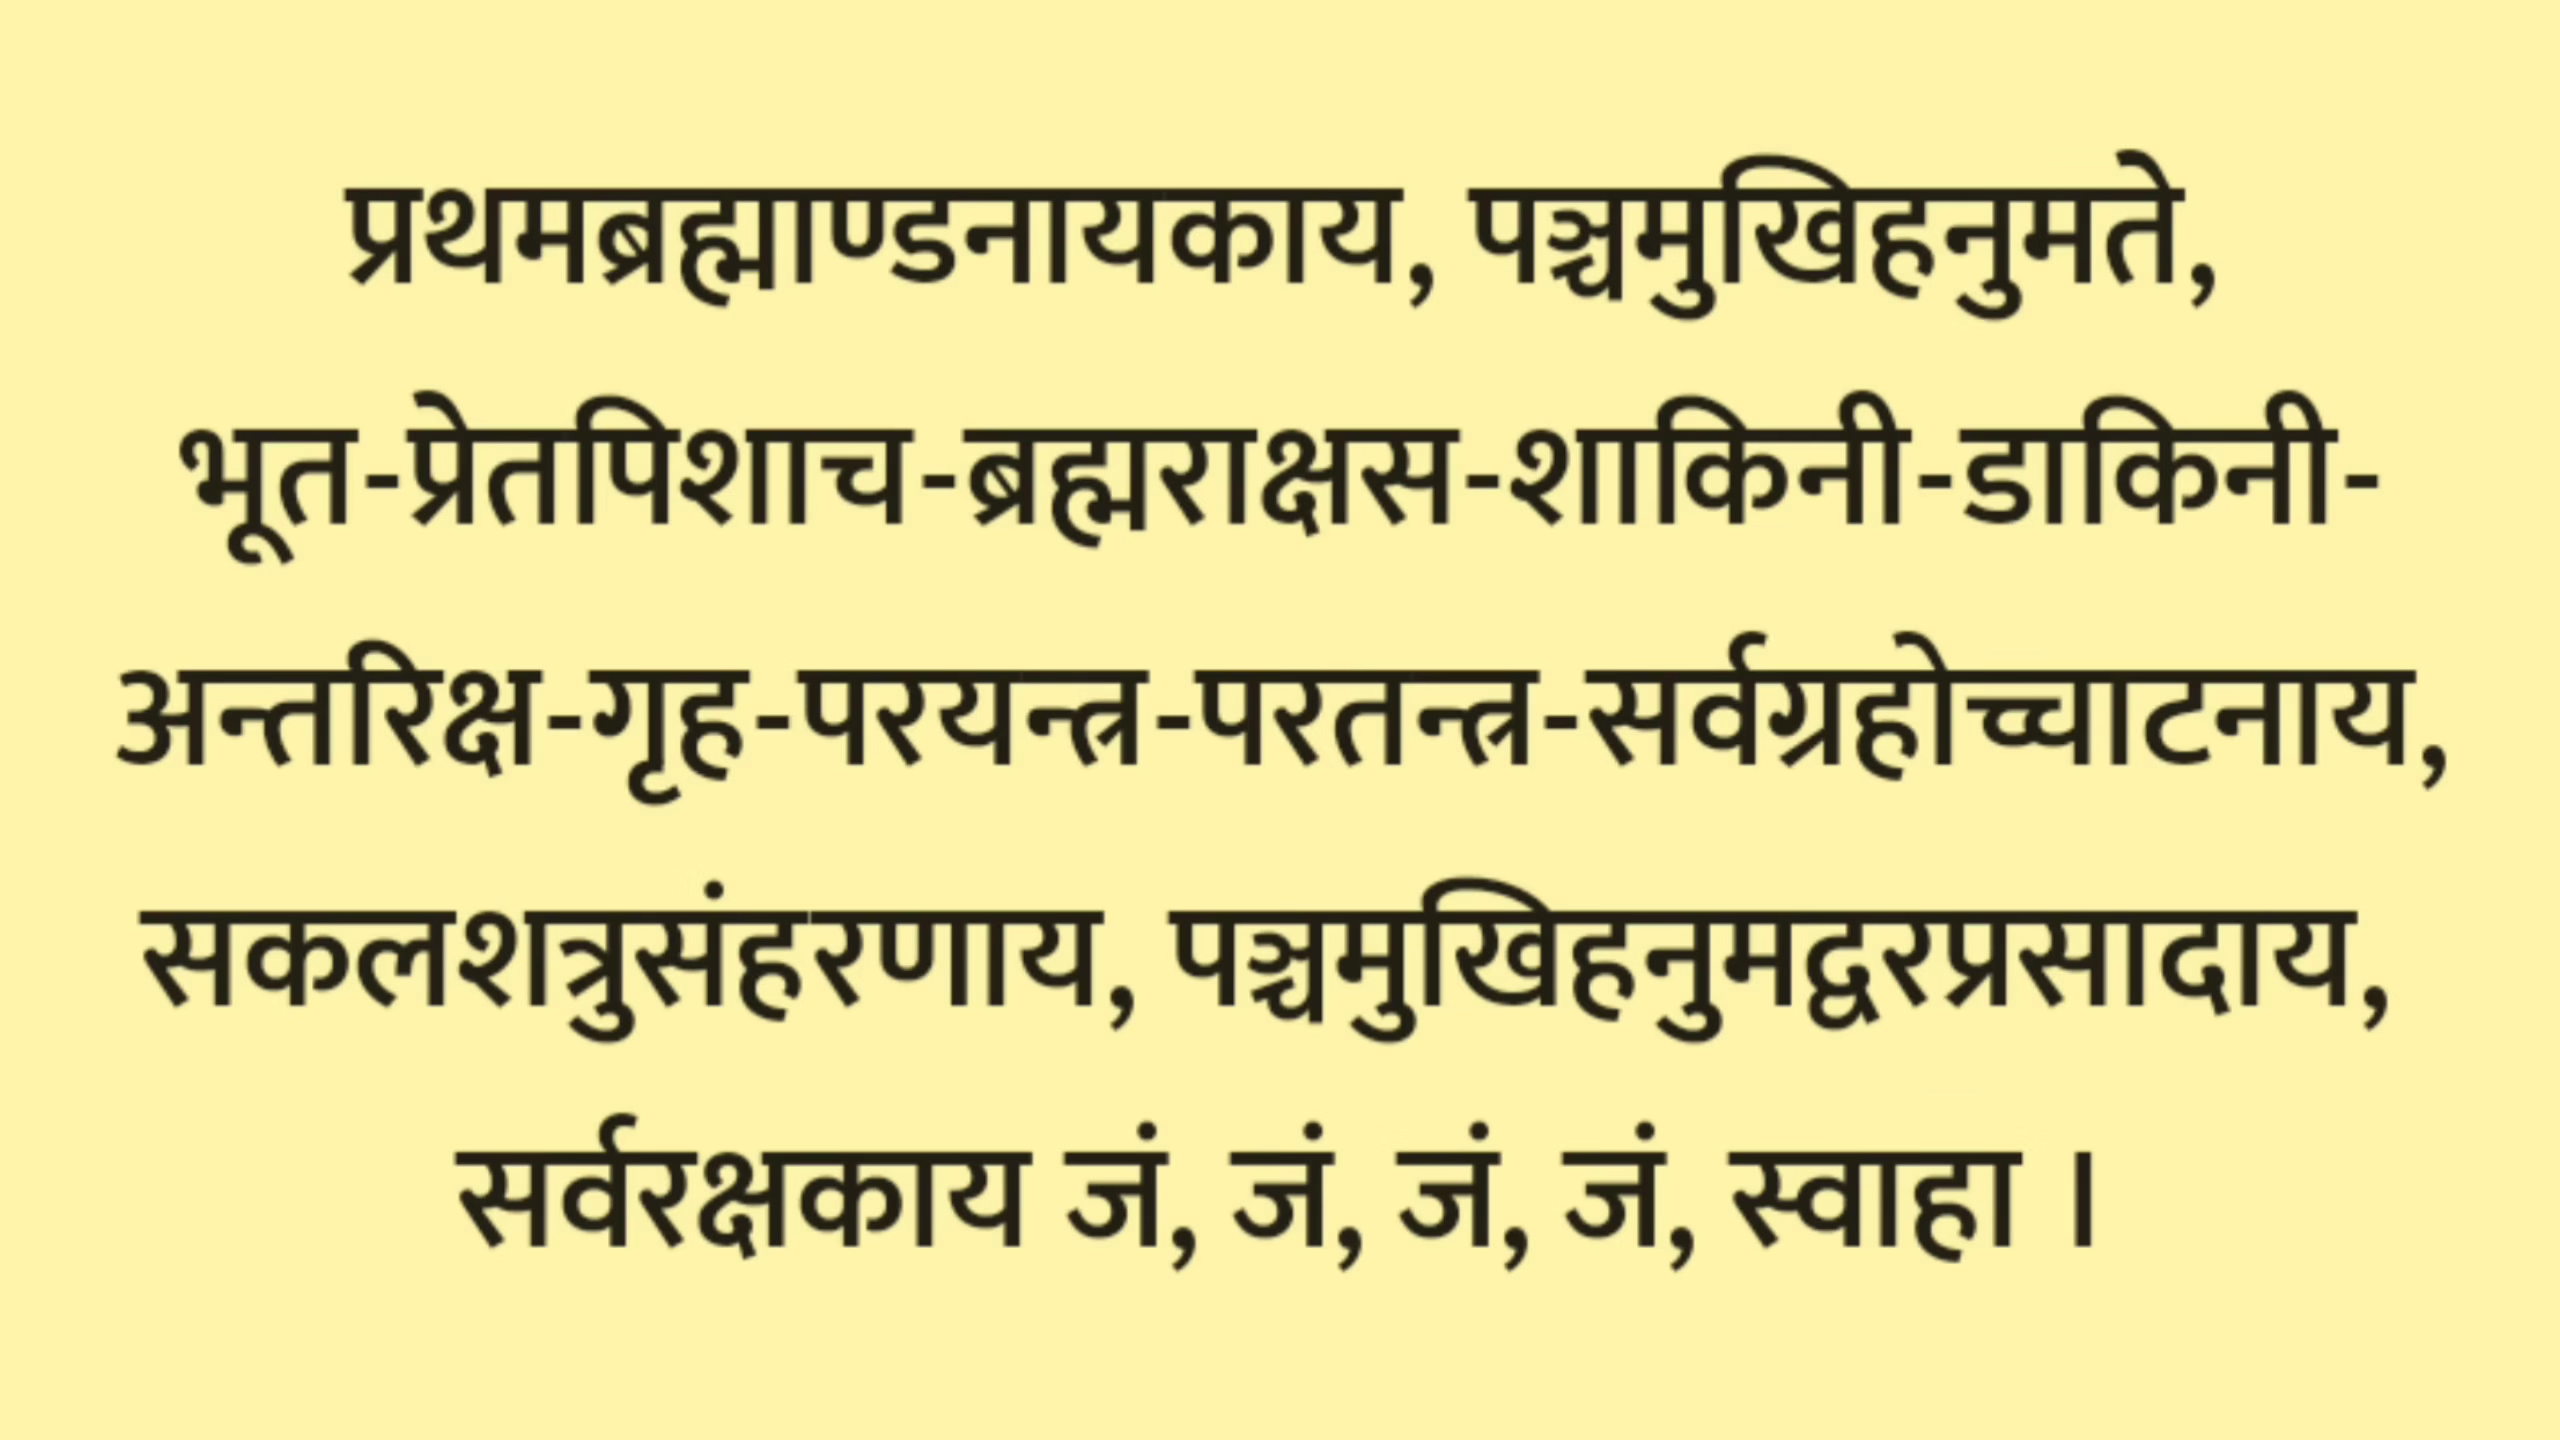 प्रथमब्रह्माण्डनायकाय, पञ्चमुखिहनुमते,
भूत-प्रेतपिशाच-ब्रह्मराक्षस-शाकिनी-डाकिनी-
अन्तरिक्ष-गृह-परयन्त्र-परतन्त्र-सर्वग्रहोच्चाटनाय,
सकलशत्रुसंहरणाय, पञ्चमुखिहनुमद्वरप्रसादाय,
सर्वरक्षकाय जं, जं, जं, जं, स्वाहा ।